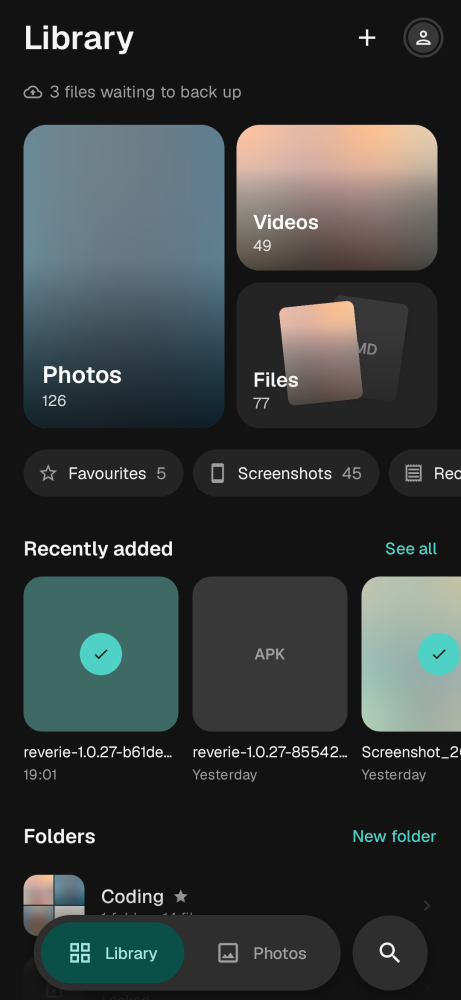 Library
3 files waiting to back up
Photos
126
Videos
49
MD
Files
77
Favourites 5
Screenshots 45
Rec
Recently added
See all
APK
reverie-1.0.27-b61de...
19:01
reverie-1.0.27-85542...
Yesterday
Screenshot_20
Yesterday
Folders
New folder
Coding
Library
Photos